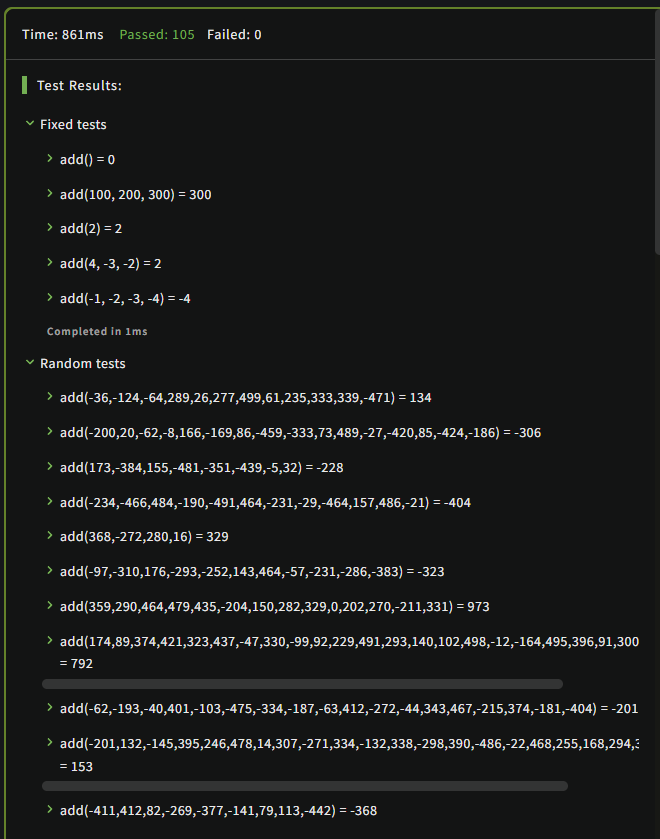 Time: 861ms Passed: 105 Failed: 0
Test Results:
Fixed tests
add() = 0
add(100, 200, 300) = 300
add(2) = 2
add(4, -3, -2) = 2
add(-1, -2, -3, -4) = -4
Completed in 1ms
Random tests
add(-36,-124,-64,289,26,277,499,61,235,333,339,-471) = 134
add(-200,20,-62,-8,166,-169,86,-459,-333,73,489,-27,-420,85,-424,-186) = -306
add(173,-384,155,-481,-351,-439,-5,32) = -228
add(-234,-466,484,-190,-491,464,-231,-29,-464,157,486,-21) = -404
add(368,-272,280,16) = 329
add(-97,-310,176,-293,-252,143,464,-57,-231,-286,-383) = -323
add(359,290,464,479,435,-204,150,282,329,0,202,270,-211,331) = 973
add(174,89,374,421,323,437,-47,330,-99,92,229,491,293,140,102,498,-12,-164,495,396,91,300
= 792
add(-62,-193,-40,401,-103,-475,-334,-187,-63,412,-272,-44,343,467,-215,374,-181,-404) = -201
add(-201,132,-145,395,246,478,14,307,-271,334,-132,338,-298,390,-486,-22,468,255,168,294,
= 153
add(-411,412,82,-269,-377,-141,79,113,-442) = -368